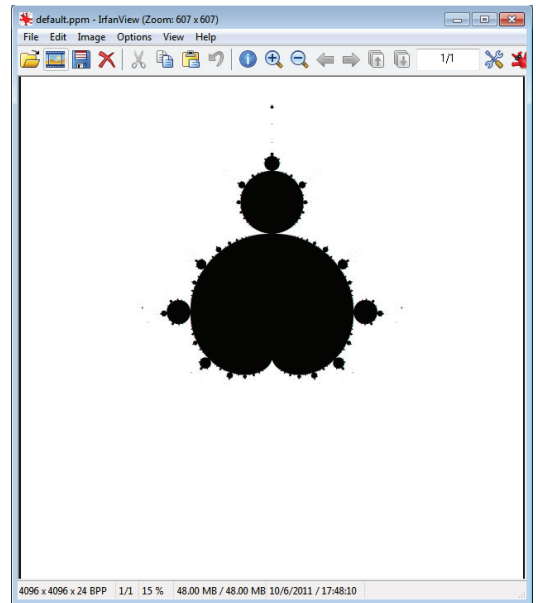 default.ppm - IrfanView (Zoom: 607 x 607)
File Edit Image Options View Help
1/1
4096 x 4096 x 24 BPP 1/1 15 % 48.00 MB / 48.00 MB 10/6/2011 / 17:48:10